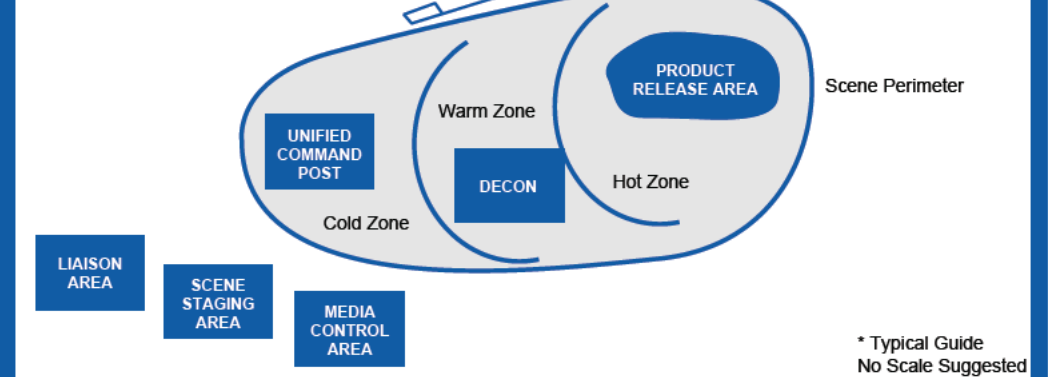 PRODUCT
RELEASE AREA
Scene Perimeter
Warm Zone
UNIFIED
COMMAND
POST
DECON
Hot Zone
Cold Zone
LIAISON
AREA
SCENE
STAGING
AREA
MEDIA
CONTROL
AREA
* Typical Guide
No Scale Suggested